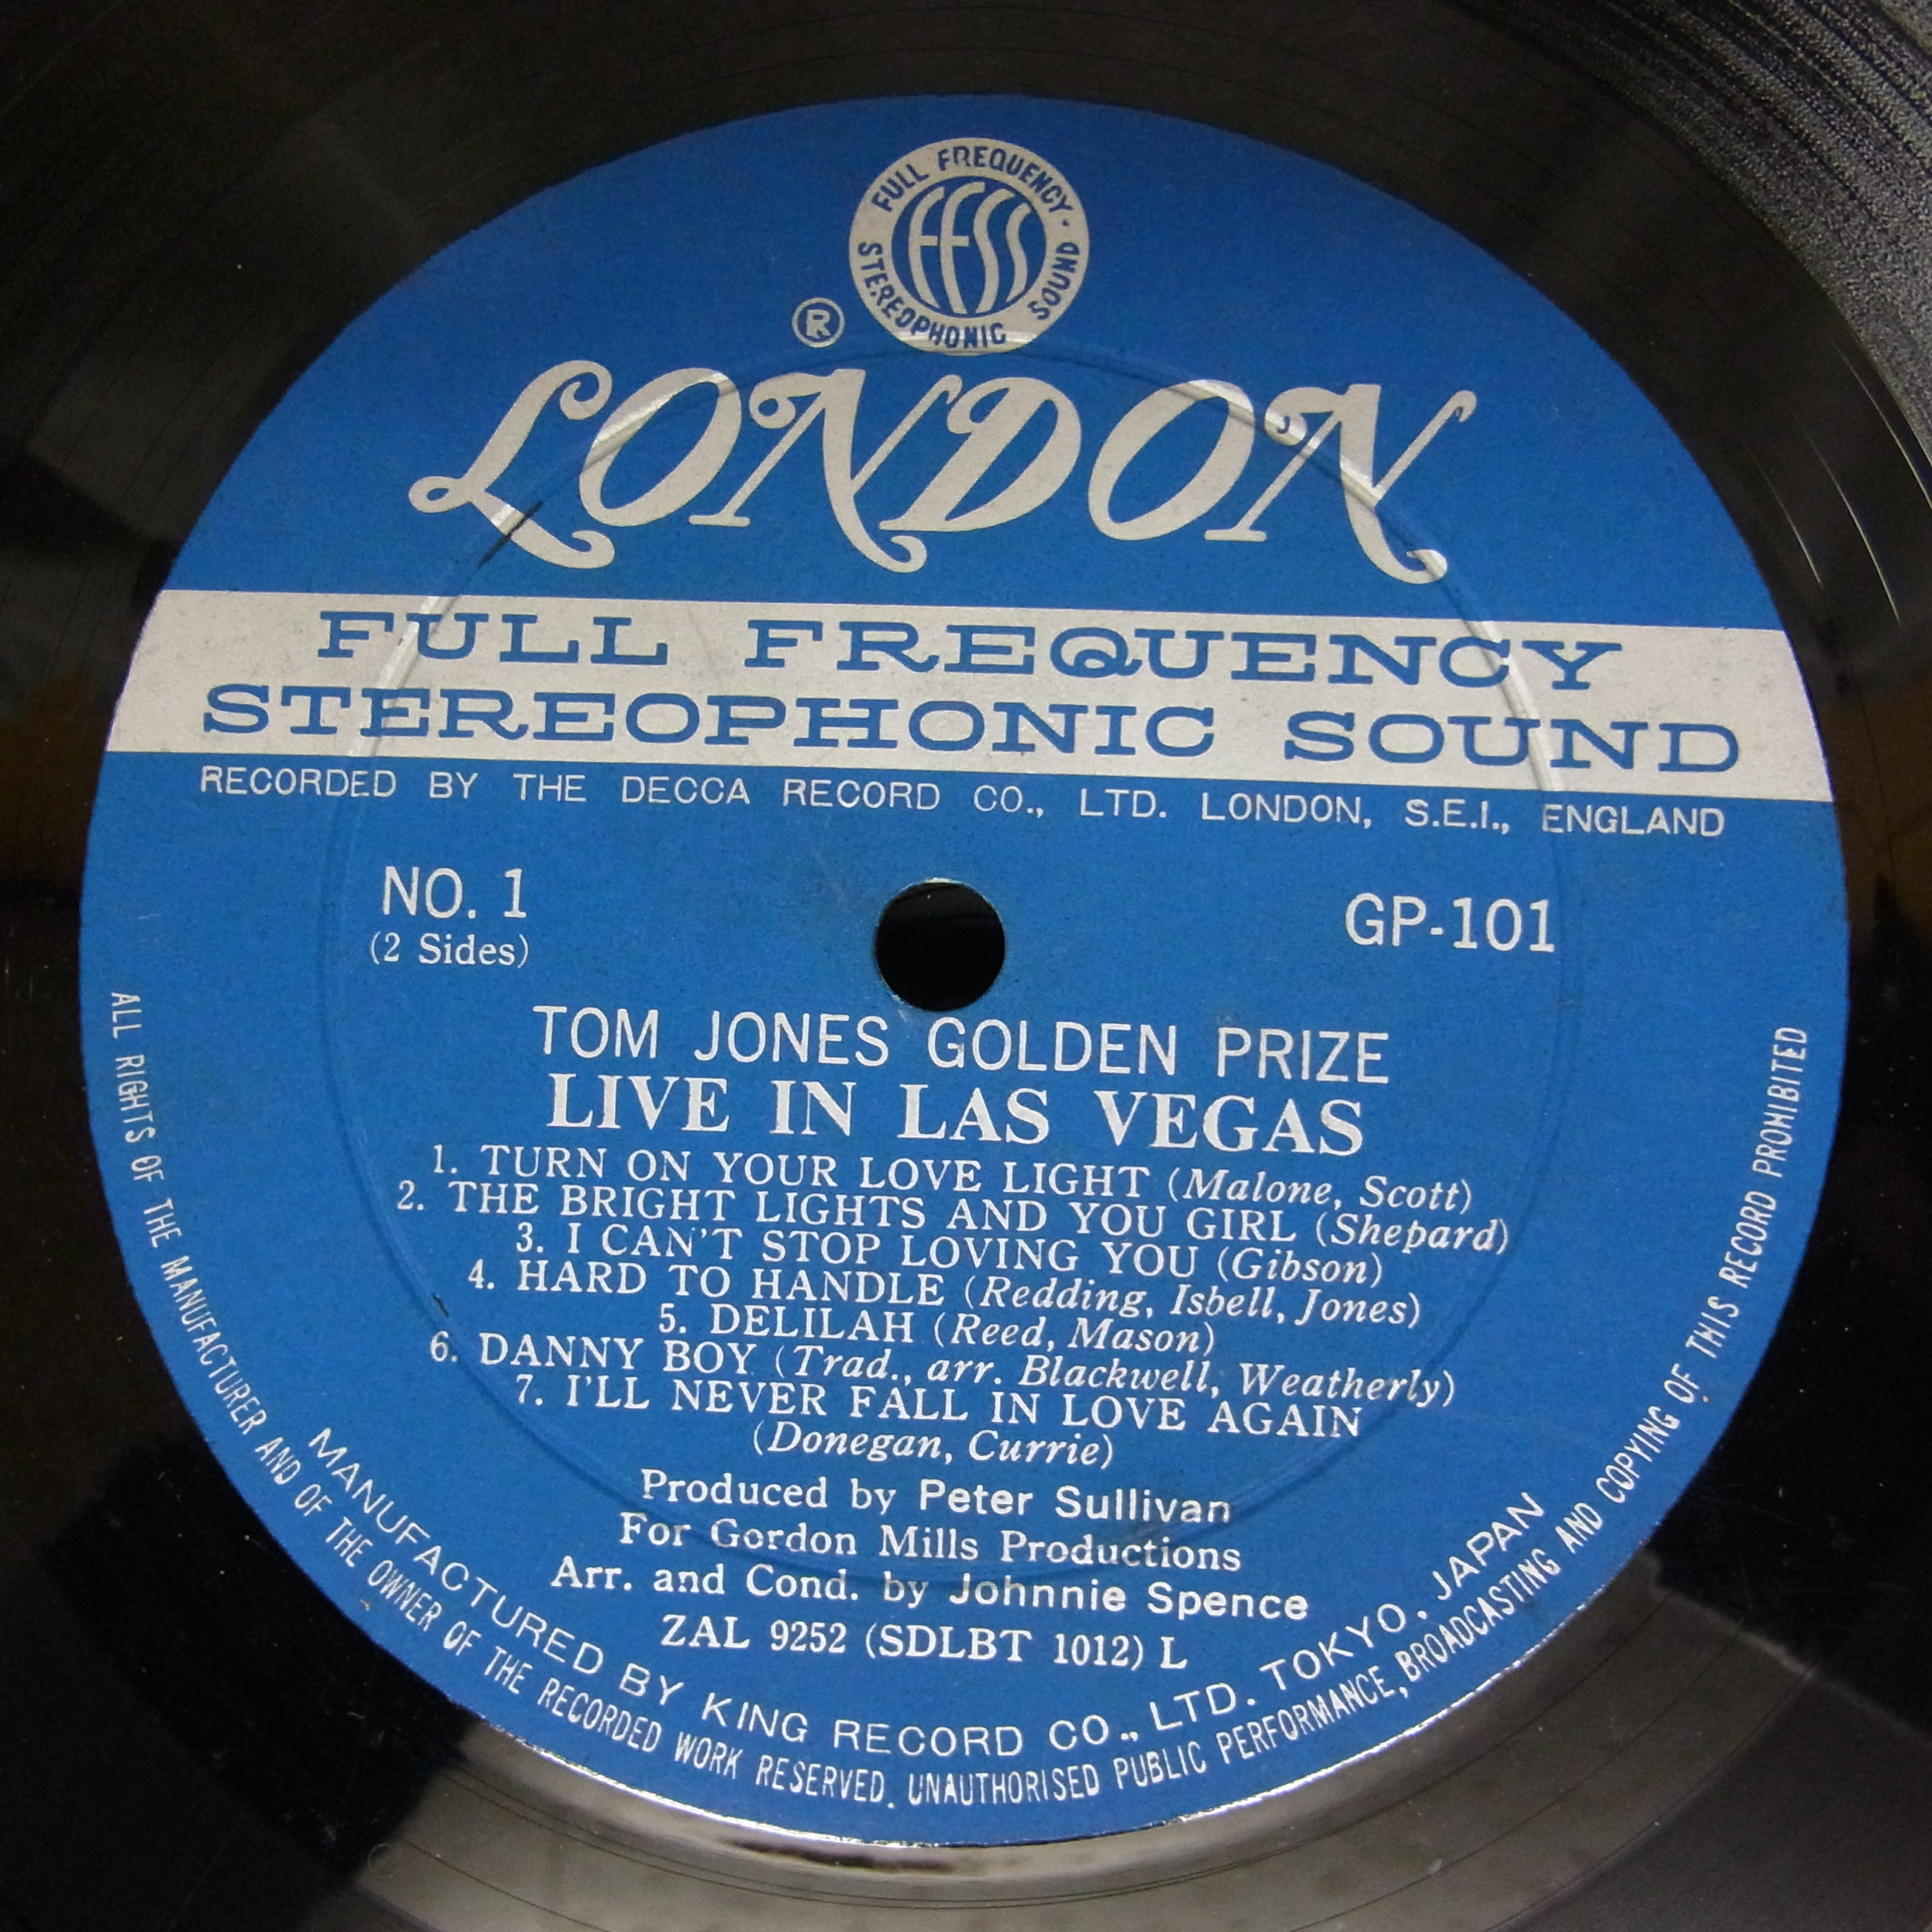 FULL FREQUENCY
FFSS
STEREOPHONIC SOUND
®
LONDON
FULL FREQUENCY
STEREOPHONIC SOUND
RECORDED BY THE DECCA RECORD CO., LTD. LONDON, S.E.I., ENGLAND
NO. 1
(2 Sides)
GP-101
TOM JONES GOLDEN PRIZE
LIVE IN LAS VEGAS
1. TURN ON YOUR LOVE LIGHT (Malone, Scott)
2. THE BRIGHT LIGHTS AND YOU GIRL (Shepard)
3. I CAN'T STOP LOVING YOU (Gibson)
4. HARD TO HANDLE (Redding, Isbell, Jones)
5. DELILAH (Reed, Mason)
6. DANNY BOY (Trad., arr. Blackwell, Weatherly)
7. I'LL NEVER FALL IN LOVE AGAIN
(Donegan, Currie)
Produced by Peter Sullivan
For Gordon Mills Productions
Arr. and Cond. by Johnnie Spence
ZAL 9252 (SDLBT 1012) L
MANUFACTURED BY KING RECORD CO., LTD. TOKYO. JAPAN
ALL RIGHTS OF THE MANUFACTURER AND OF THE OWNER OF THE RECORDED WORK RESERVED. UNAUTHORISED PUBLIC PERFORMANCE, BROADCASTING AND COPYING OF THIS RECORD PROHIBITED